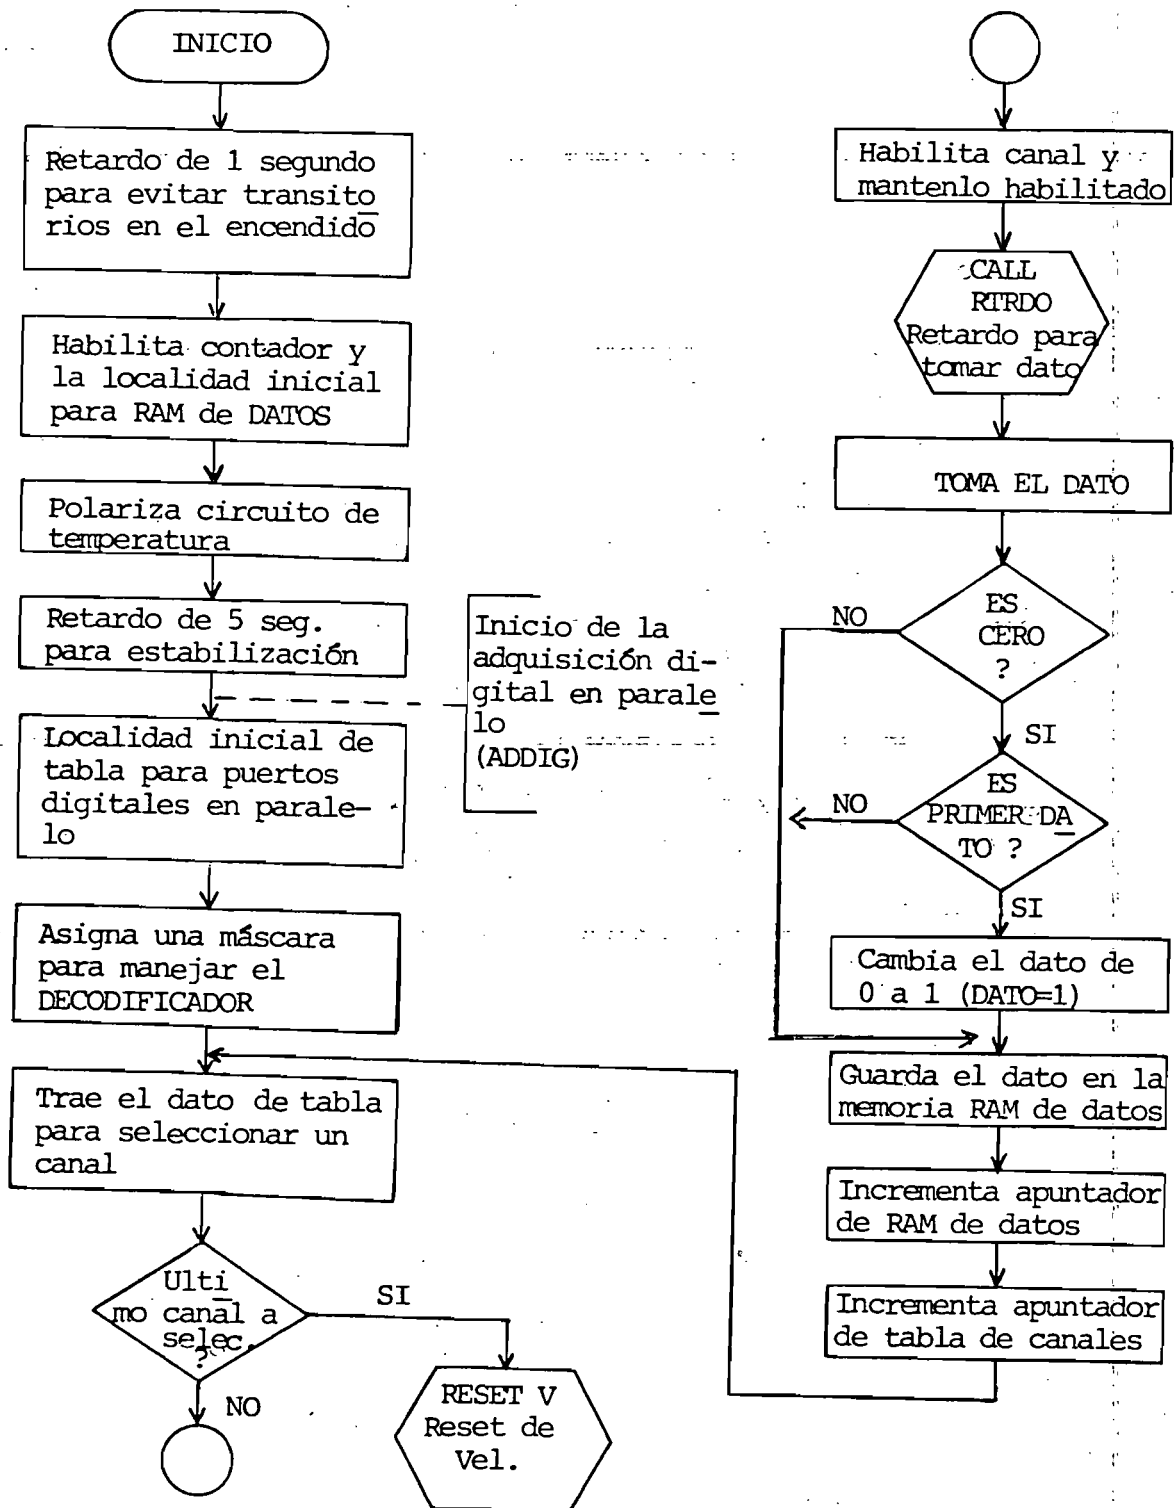 INICIO
Retardo de 1 segundo
para evitar transito
rios en el encendido
Habilita contador y
la localidad inicial
para RAM de DATOS
Polariza circuito de
temperatura
Retardo de 5 seg.
para estabilización
Inicio de la
adquisición di-
gital en parale
lo
(ADDIG)
Localidad inicial de
tabla para puertos
digitales en parale-
lo
Asigna una máscara
para manejar el
DECODIFICADOR
Trae el dato de tabla
para seleccionar un
canal
Ulti
mo canal a
selec.
?
SI
NO
RESET V
Reset de
Vel.
Habilita canal y
mantenlo habilitado
CALL
RTRDO
Retardo para
tomar dato
TOMA EL DATO
ES
CERO
?
NO
SI
ES
PRIMER DA
TO ?
NO
SI
Cambia el dato de
0 a 1 (DATO=1)
Guarda el dato en la
memoria RAM de datos
Incrementa apuntador
de RAM de datos
Incrementa apuntador
de tabla de canales